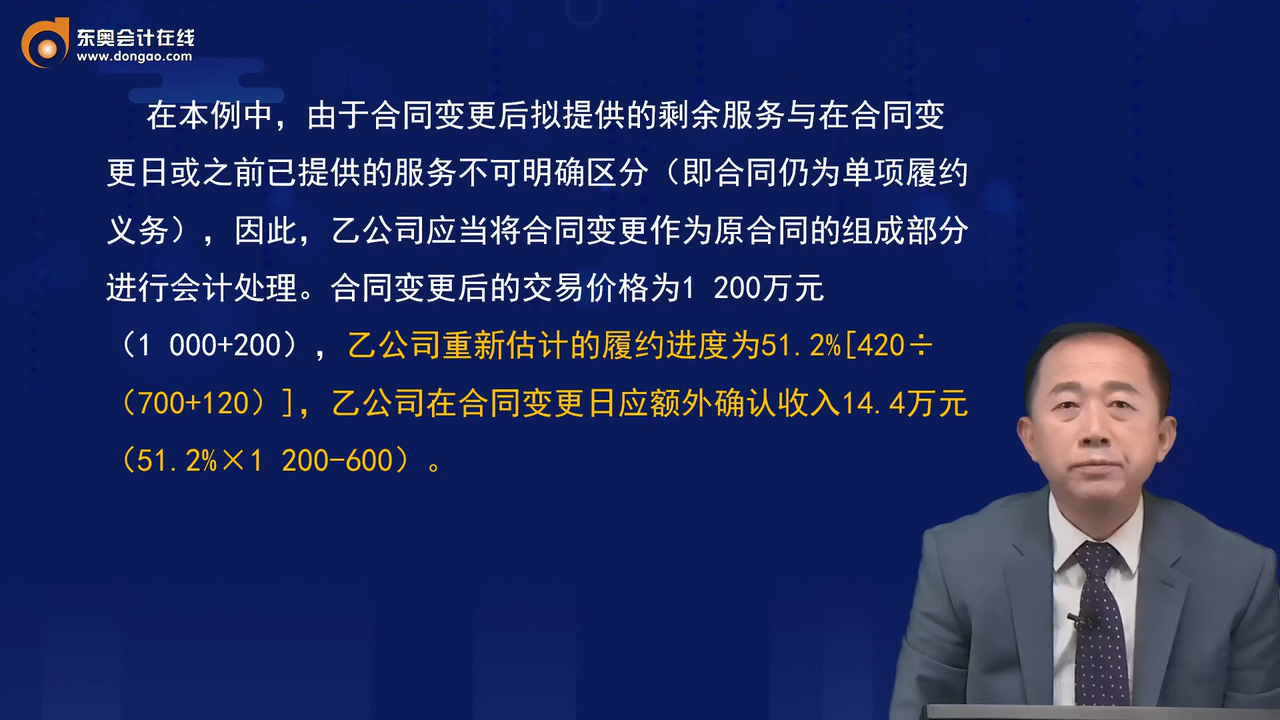 东奥会计在线
www.dongao.com
在本例中，由于合同变更后拟提供的剩余服务与在合同变
更日或之前已提供的服务不可明确区分（即合同仍为单项履约
义务），因此，乙公司应当将合同变更作为原合同的组成部分
进行会计处理。合同变更后的交易价格为1 200万元
（1 000+200），乙公司重新估计的履约进度为51.2%[420÷
（700+120）]，乙公司在合同变更日应额外确认收入14.4万元
（51.2%×1 200-600）。